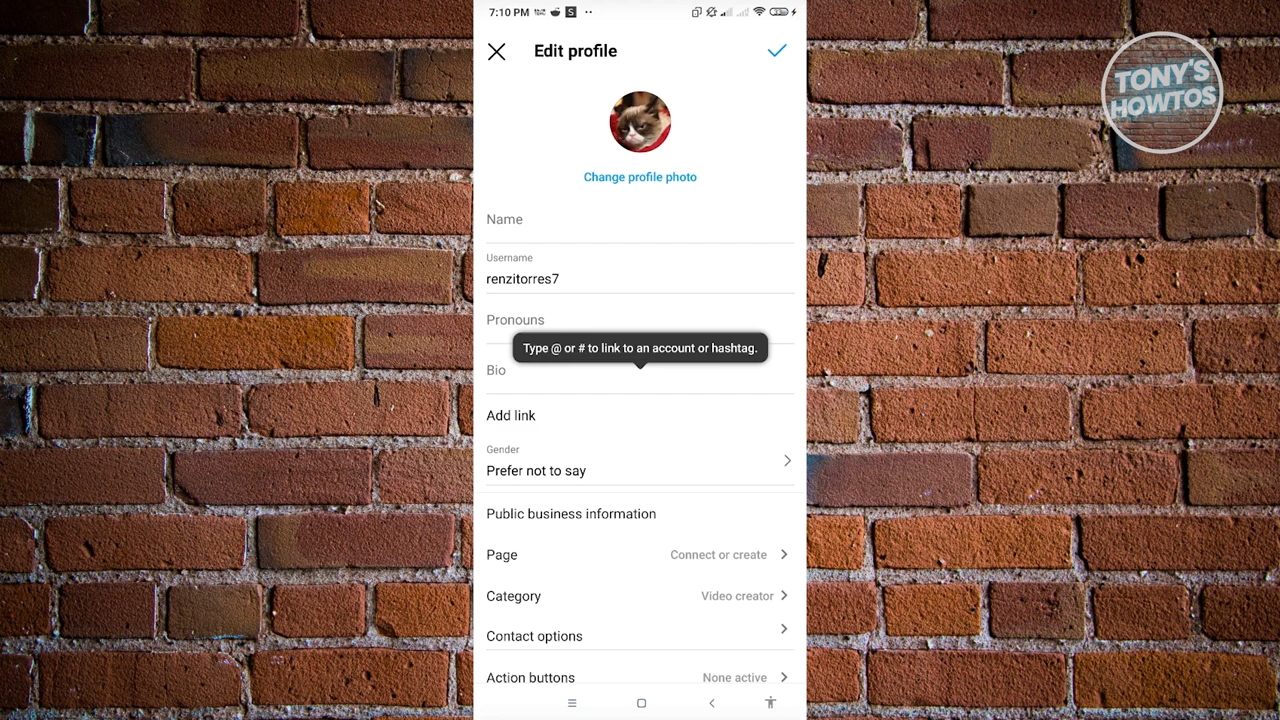 7:10 PM
Edit profile
TONY'S
HOWTOS
Change profile photo
Name
Username
renzitorres7
Pronouns
Type @ or # to link to an account or hashtag.
Bio
Add link
Gender
Prefer not to say
Public business information
Page Connect or create
Category Video creator
Contact options
Action buttons None active